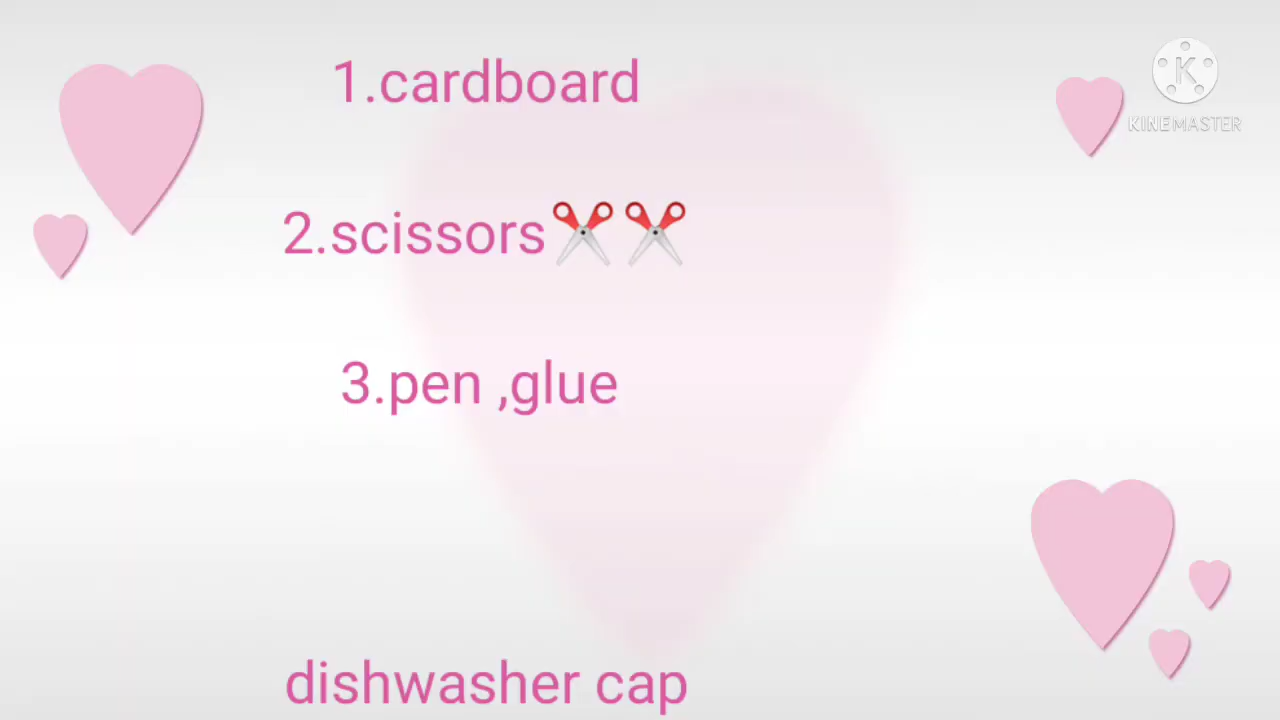 1.cardboard
KINEMASTER
2.scissors✂✂
3.pen ,glue
dishwasher cap